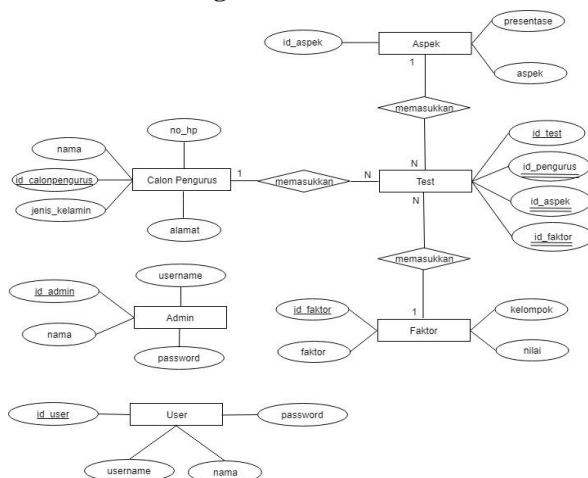 presentase
id_aspek
Aspek
1
aspek
memasukkan
no_hp
id_test
nama
N
id_pengurus
id_calonpengurus
Calon Pengurus
1
memasukkan
N
Test
N
id_aspek
jenis_kelamin
alamat
id_faktor
username
memasukkan
id_admin
Admin
1
id_faktor
kelompok
Faktor
nama
faktor
nilai
password
id_user
User
password
username
nama